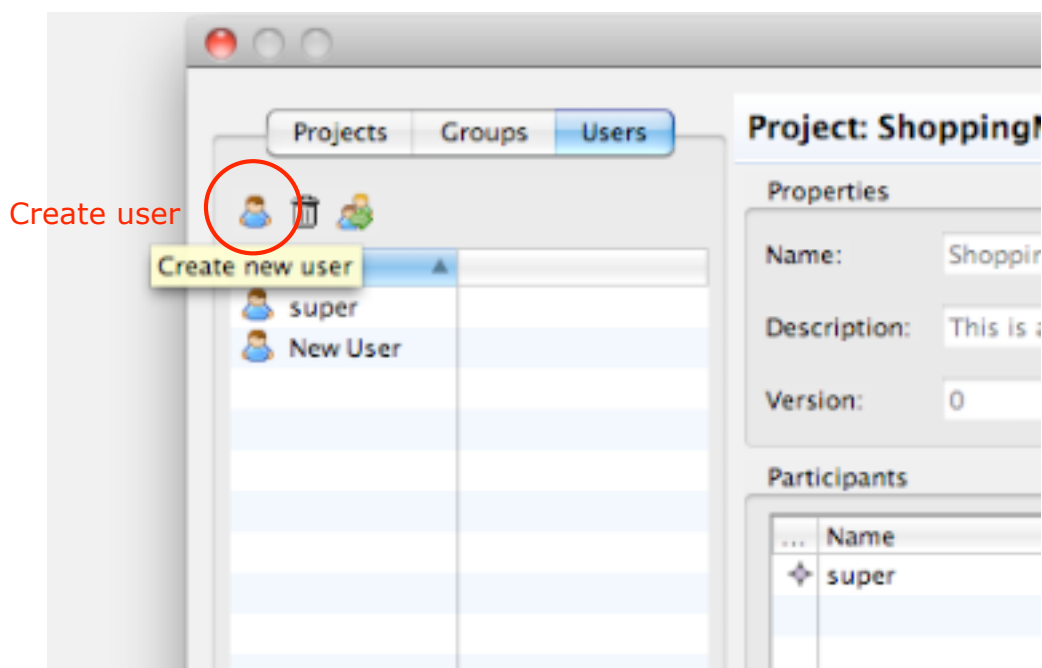 Projects Groups Users
Project: Shopping
Create user
Create new user
super
New User
Properties
Name: Shoppin
Description: This is a
Version: 0
Participants
... Name
super